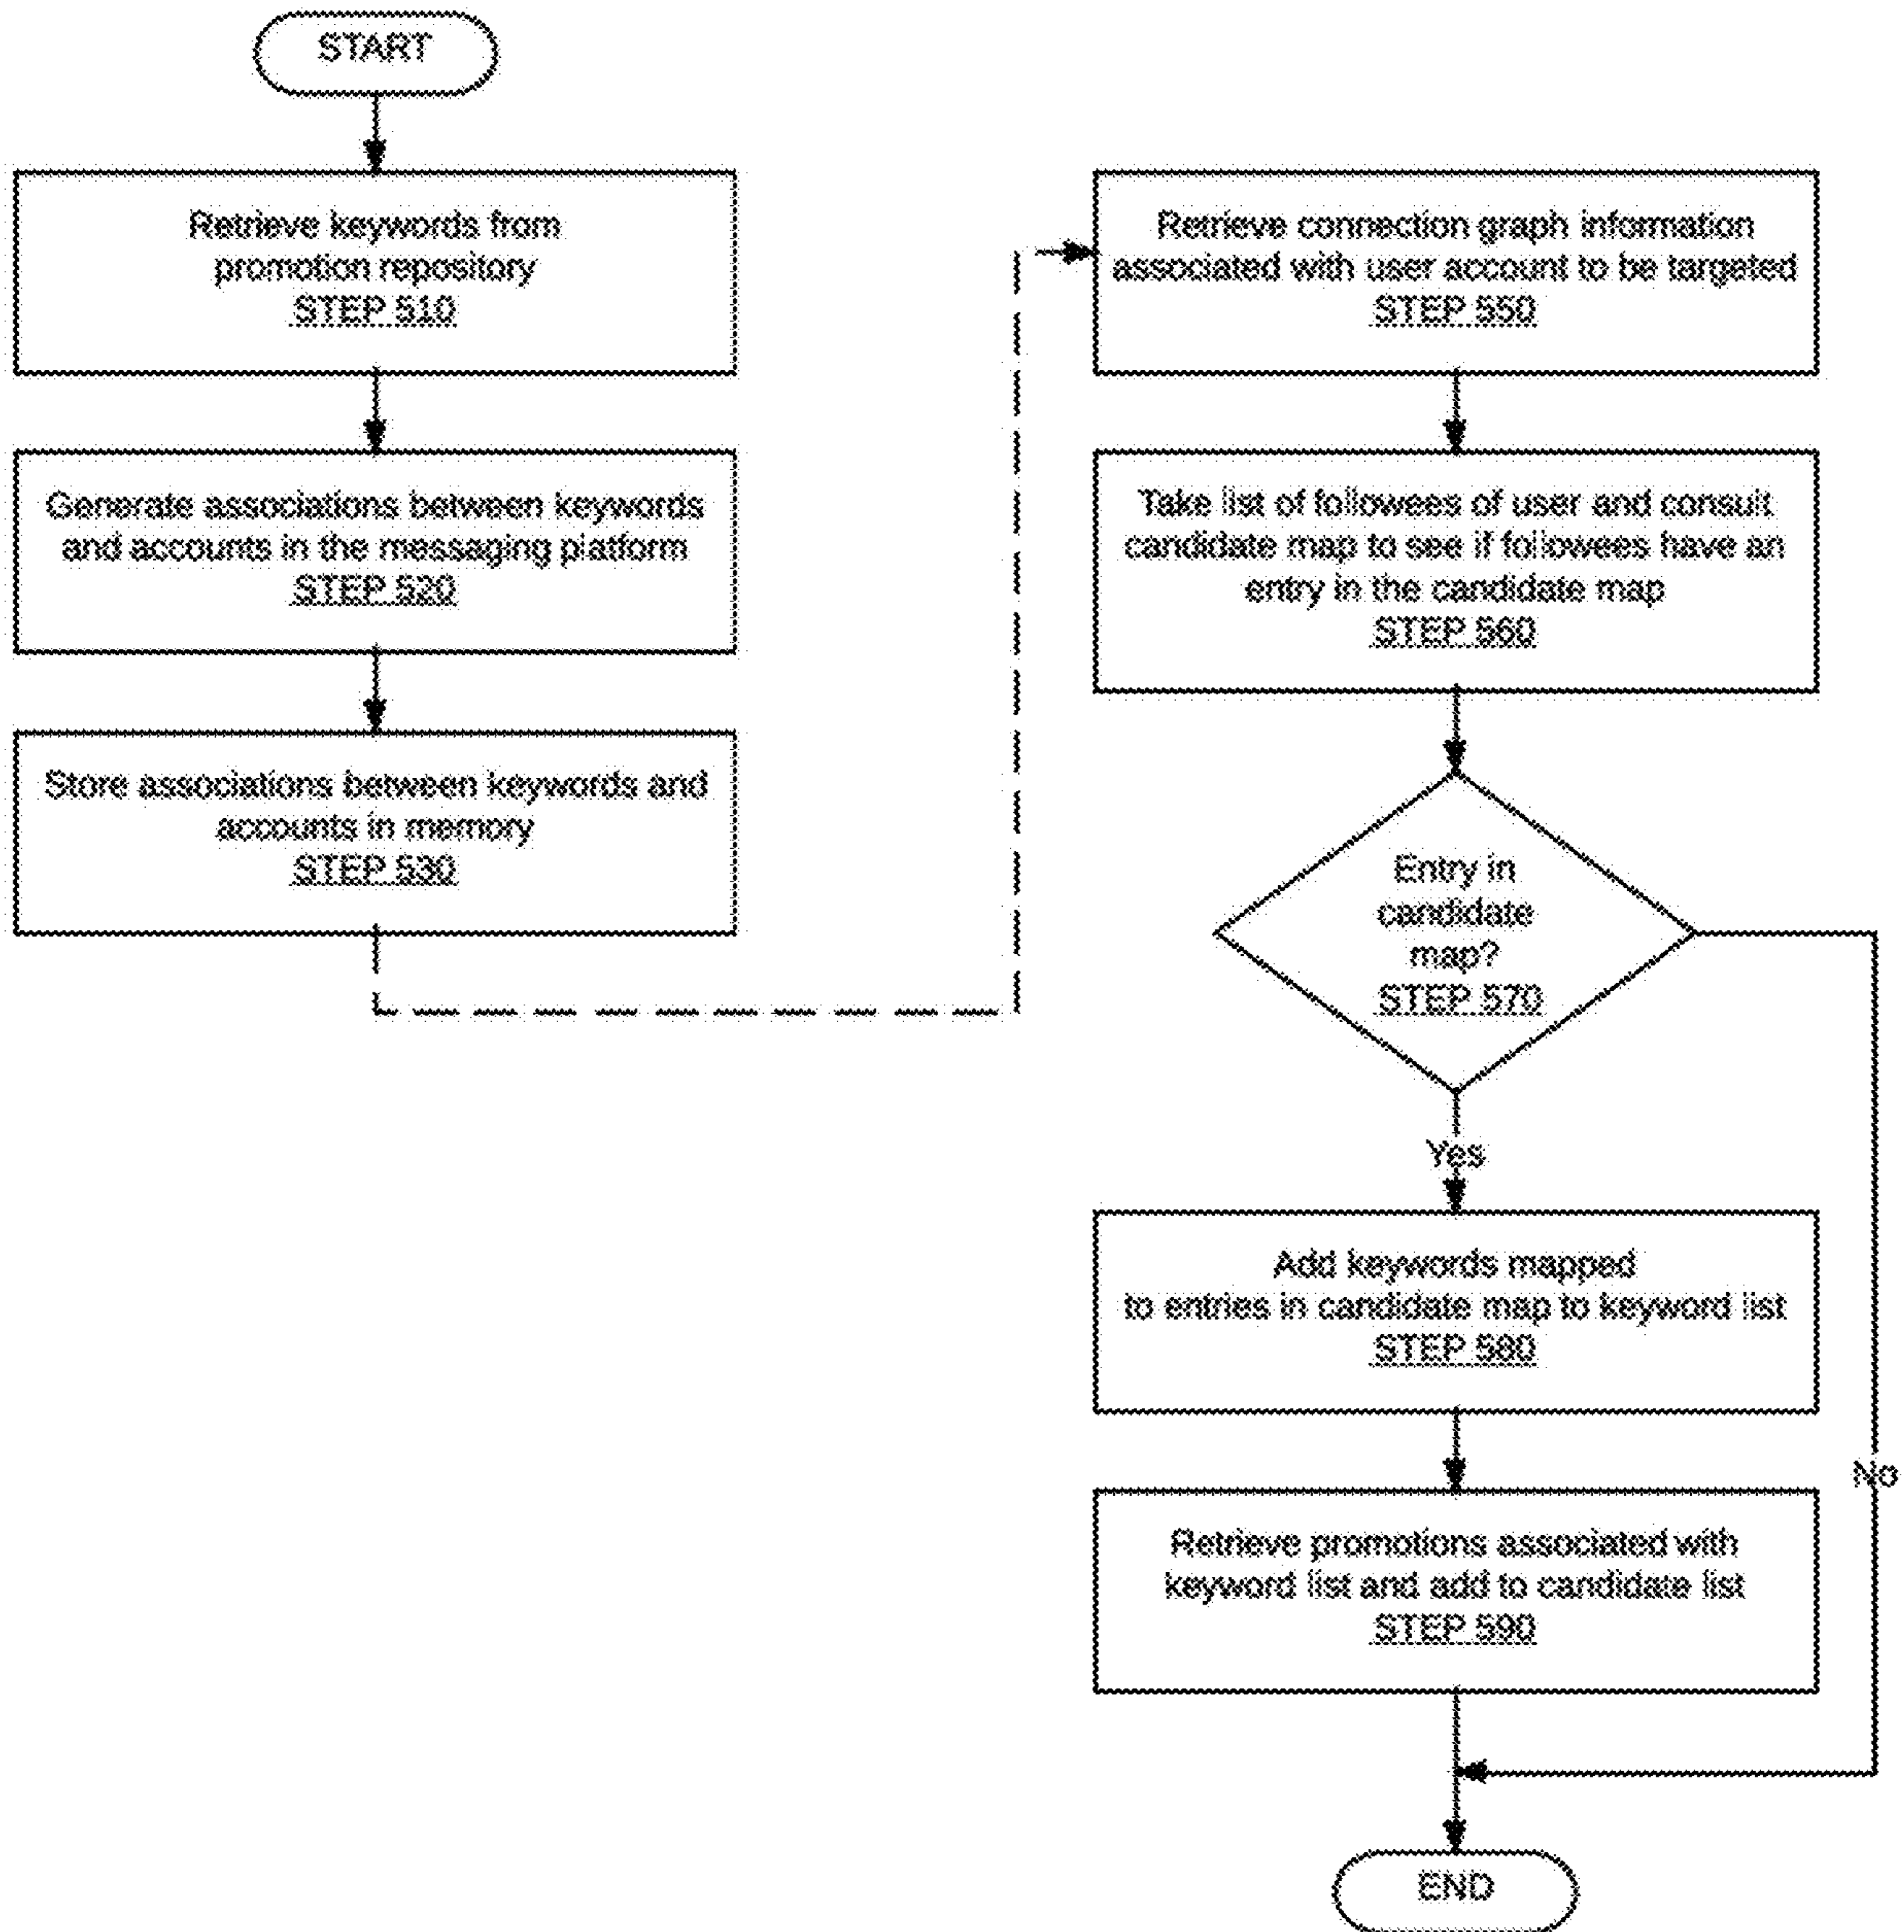 START
Retrieve keywords from
promotion repository
STEP 510
Generate associations between keywords
and accounts in the messaging platform
STEP 520
Store associations between keywords and
accounts in memory
STEP 530
Retrieve connection graph information
associated with user account to be targeted
STEP 550
Take list of followees of user and consult
candidate map to see if followees have an
entry in the candidate map
STEP 560
Entry in
candidate
map?
STEP 570
Yes
Add keywords mapped
to entries in candidate map to keyword list
STEP 580
No
Retrieve promotions associated with
keyword list and add to candidate list
STEP 590
END